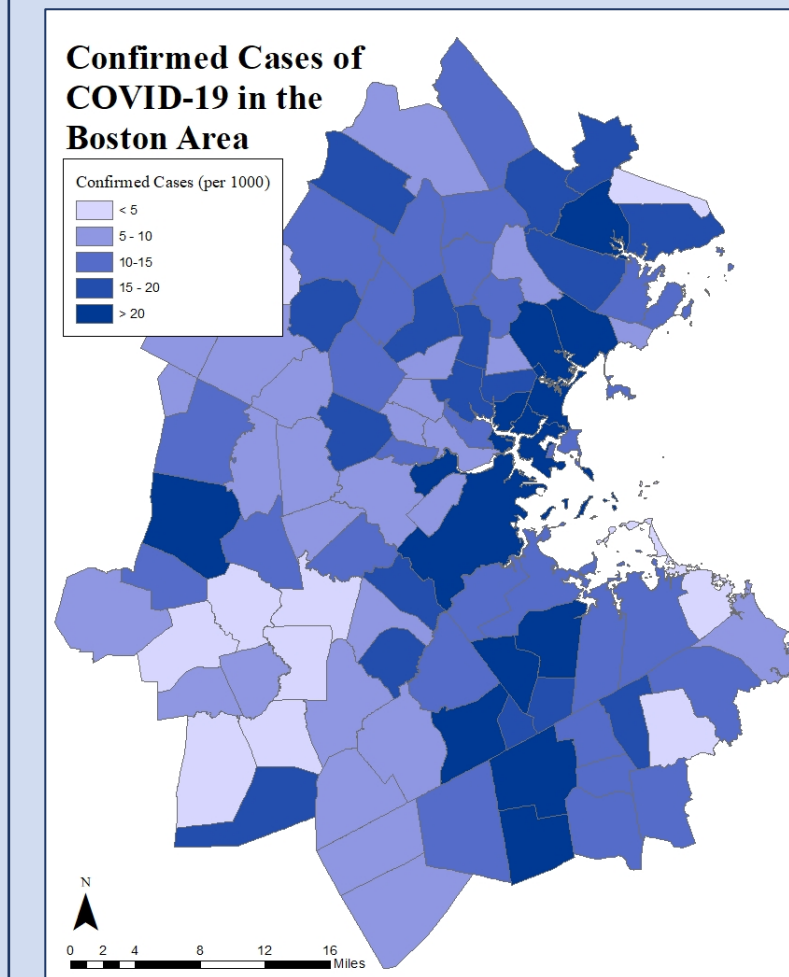 Confirmed Cases of
COVID-19 in the
Boston Area
Confirmed Cases (per 1000)
< 5
5 - 10
10-15
15 - 20
> 20
N
0 2 4 8 12 16
Miles